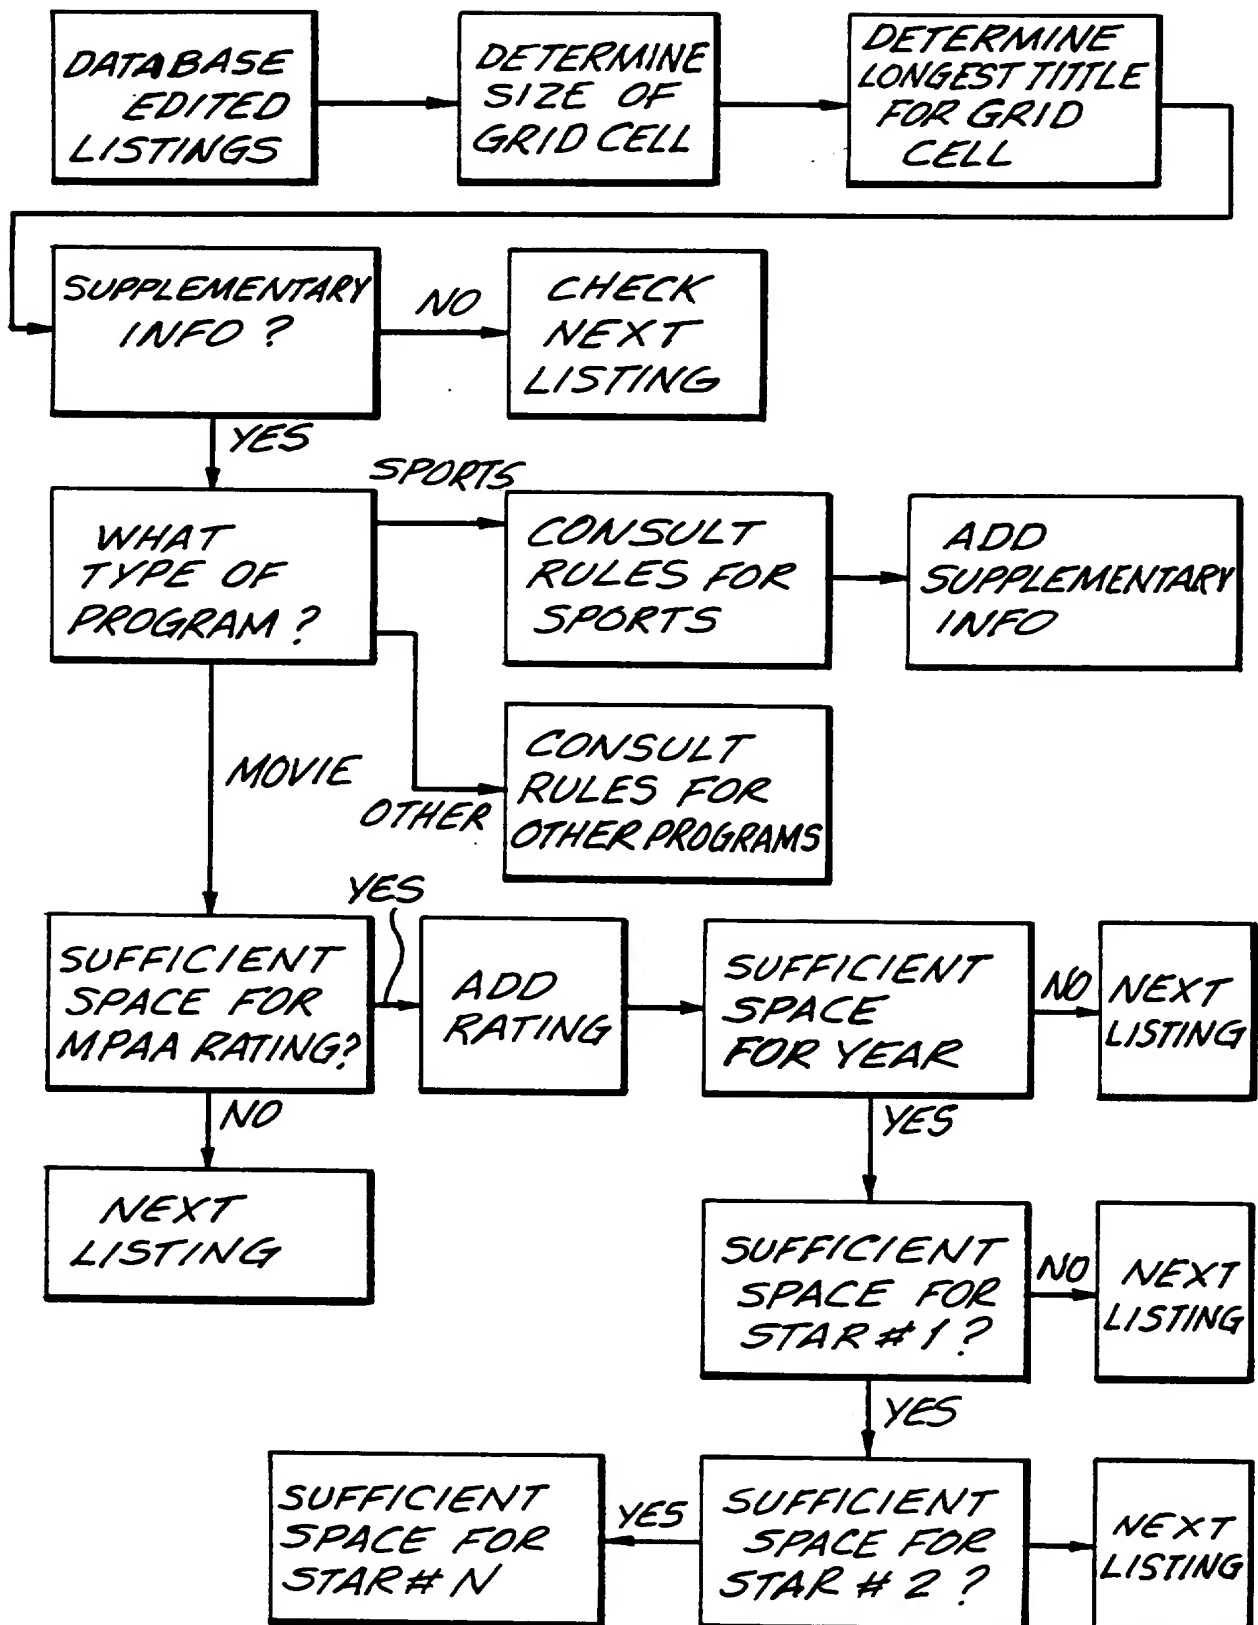 DATABASE
EDITED
LISTINGS
DETERMINE
SIZE OF
GRID CELL
DETERMINE
LONGEST TITTLE
FOR GRID
CELL
SUPPLEMENTARY
INFO?
NO
CHECK
NEXT
LISTING
YES
WHAT
TYPE OF
PROGRAM?
SPORTS
CONSULT
RULES FOR
SPORTS
ADD
SUPPLEMENTARY
INFO
OTHER
CONSULT
RULES FOR
OTHER PROGRAMS
MOVIE
SUFFICIENT
SPACE FOR
MPAA RATING?
YES
ADD
RATING
SUFFICIENT
SPACE
FOR YEAR
NO
NEXT
LISTING
NO
NEXT
LISTING
YES
SUFFICIENT
SPACE FOR
STAR #1?
NO
NEXT
LISTING
YES
SUFFICIENT
SPACE FOR
STAR #2?
NEXT
LISTING
YES
SUFFICIENT
SPACE FOR
STAR# N